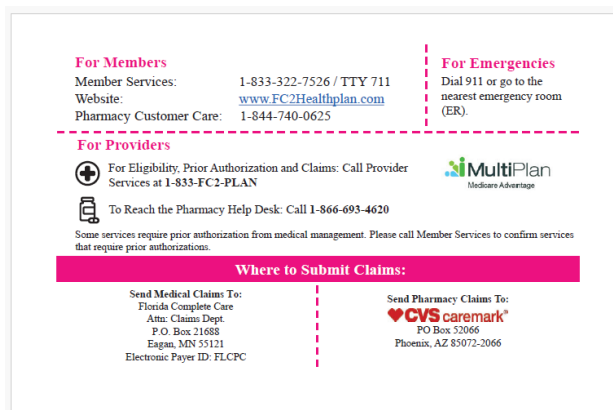 For Members
Member Services: 1-833-322-7526 / TTY 711
Website: www.FC2Healthplan.com
Pharmacy Customer Care: 1-844-740-0625
For Emergencies
Dial 911 or go to the
nearest emergency room
(ER).
For Providers
For Eligibility, Prior Authorization and Claims: Call Provider
Services at 1-833-FC2-PLAN
To Reach the Pharmacy Help Desk: Call 1-866-693-4620
MultiPlan
Medicare Advantage
Some services require prior authorization from medical management. Please call Member Services to confirm services
that require prior authorizations.
Where to Submit Claims:
Send Medical Claims To:
Florida Complete Care
Attn: Claims Dept.
P.O. Box 21688
Eagan, MN 55121
Electronic Payer ID: FLCPC
Send Pharmacy Claims To:
CVS caremark®
PO Box 52066
Phoenix, AZ 85072-2066